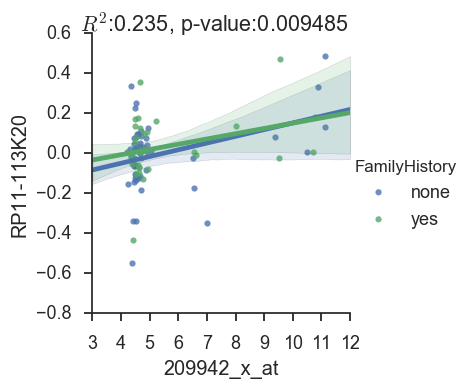 R²:0.235, p-value:0.009485
0.6
0.4
0.2
0.0
−0.2
−0.4
−0.6
−0.8
RP11-113K20
3 4 5 6 7 8 9 10 11 12
209942_x_at
FamilyHistory
none
yes